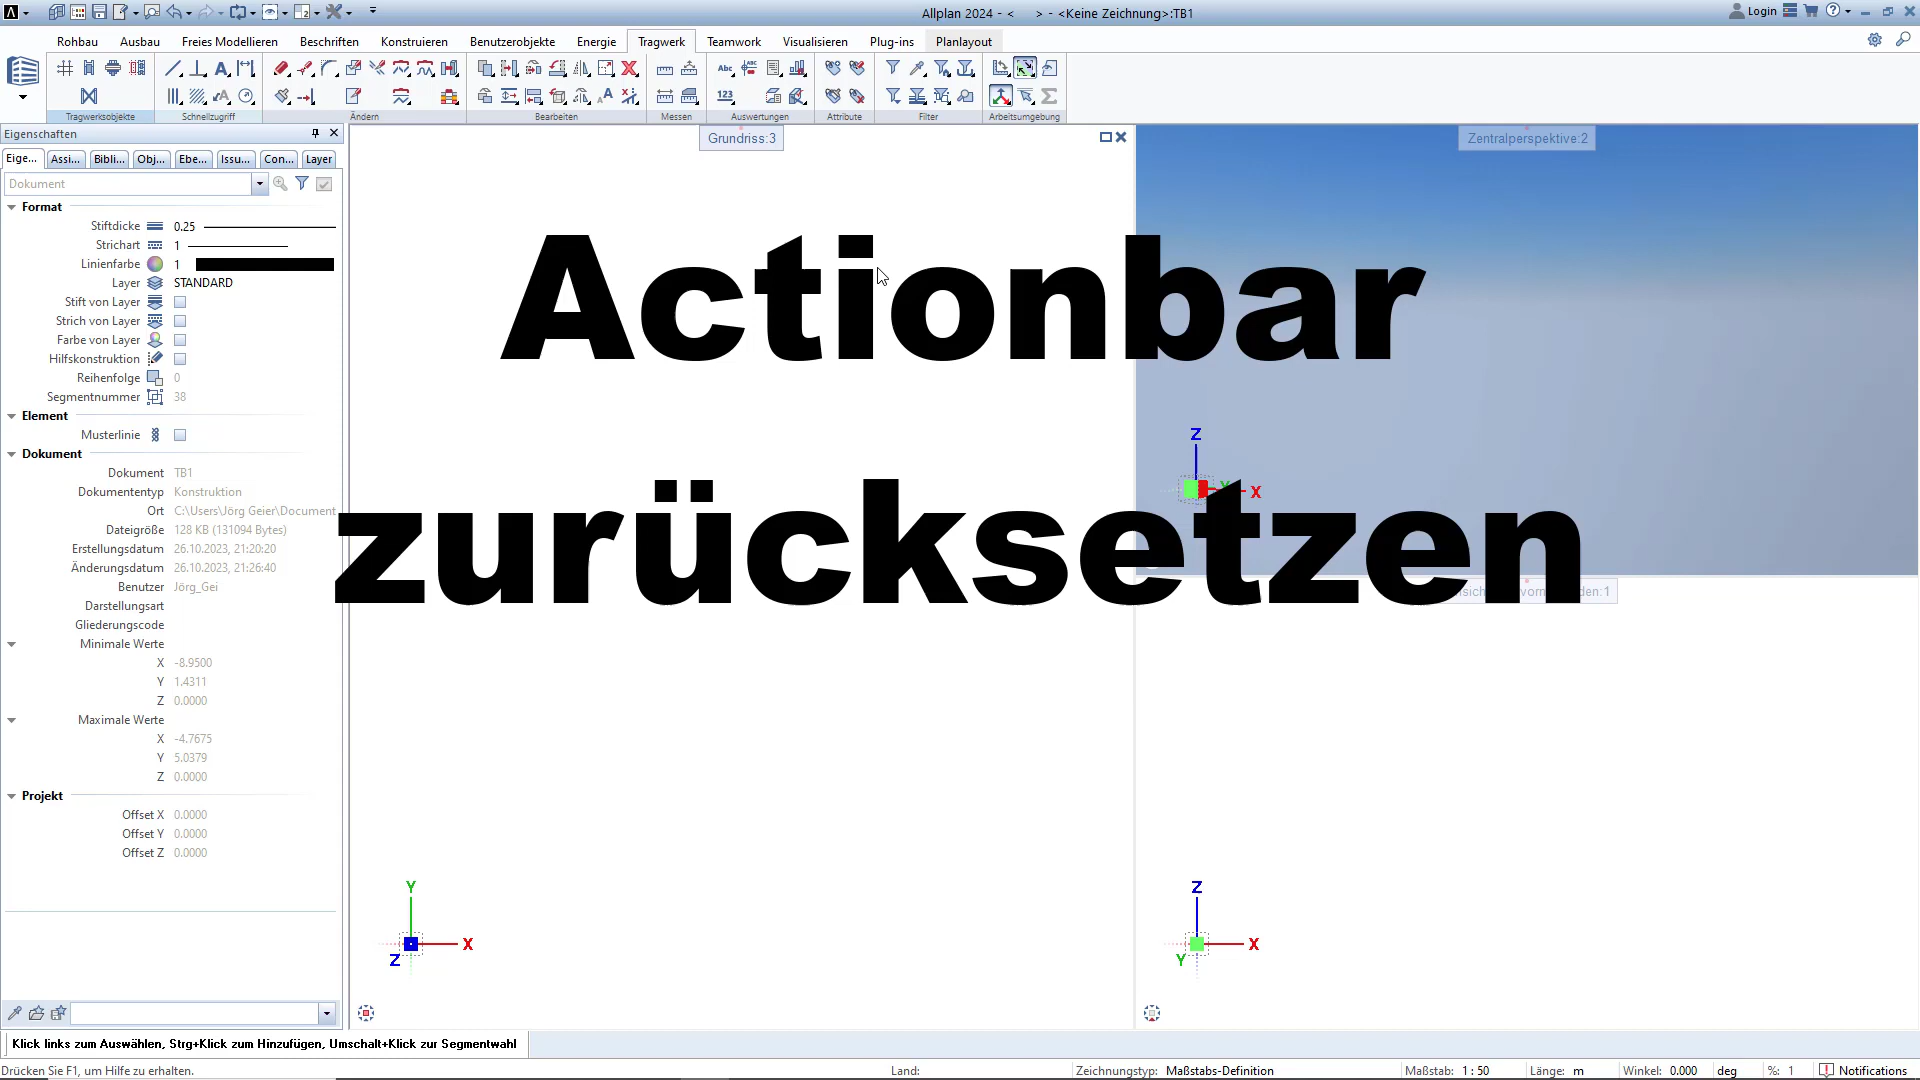 Allplan 2024 - <      > - <Keine Zeichnung>:TB1
Login
Rohbau Ausbau Freies Modellieren Beschriften Konstruieren Benutzerobjekte Energie Tragwerk Teamwork Visualisieren Plug-ins Planlayout
Abc
123
Tragwerksobjekte Schnellzugriff Ändern Bearbeiten Messen Auswertungen Attribute Filter Arbeitsumgebung
Eigenschaften
Eige... Assi... Bibli... Obj... Ebe... Issu... Con... Layer
Dokument
Format
Stiftdicke 0.25
Strichart 1
Linienfarbe 1
Layer STANDARD
Stift von Layer
Strich von Layer
Farbe von Layer
Hilfskonstruktion
Reihenfolge 0
Segmentnummer 38
Element
Musterlinie
Dokument
Dokument TB1
Dokumententyp Konstruktion
Ort C:\Users\Jörg Geier\Document
Dateigröße 128 KB (131094 Bytes)
Erstellungsdatum 26.10.2023, 21:20:20
Änderungsdatum 26.10.2023, 21:26:40
Benutzer Jörg_Gei
Darstellungsart
Gliederungscode
Minimale Werte
X -8.9500
Y 1.4311
Z 0.0000
Maximale Werte
X -4.7675
Y 5.0379
Z 0.0000
Projekt
Offset X 0.0000
Offset Y 0.0000
Offset Z 0.0000
Grundriss:3
Zentralperspektive:2
Actionbar
zurücksetzen
Z
X
Y
X
Z
Z
X
Y
Klick links zum Auswählen, Strg+Klick zum Hinzufügen, Umschalt+Klick zur Segmentwahl
Drücken Sie F1, um Hilfe zu erhalten.
Land:
Zeichnungstyp: Maßstabs-Definition
Maßstab: 1 : 50
Länge: m
Winkel: 0.000 deg
%: 1
Notifications